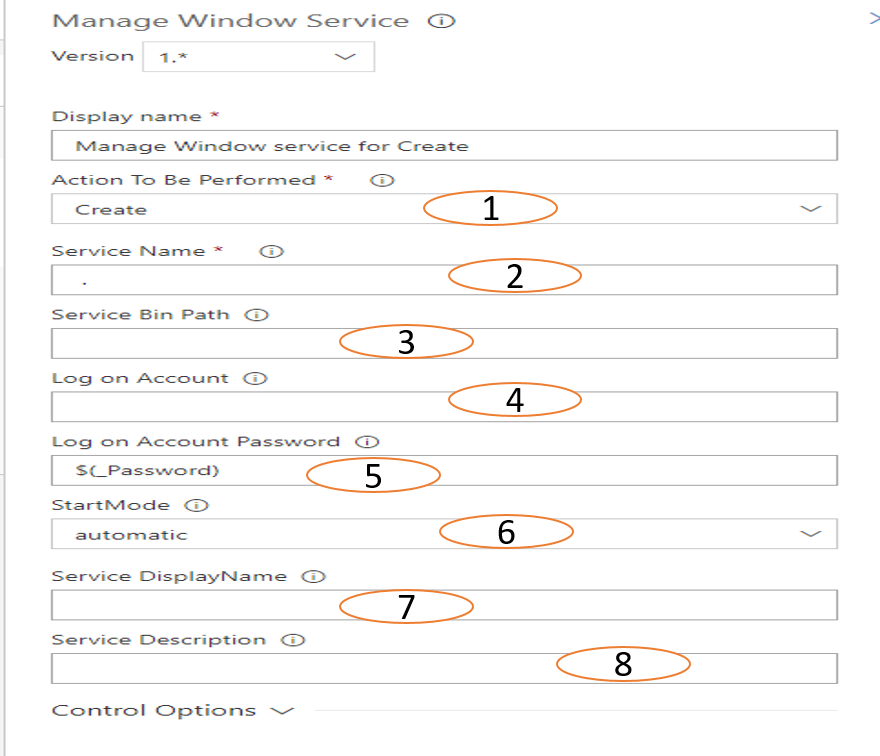 Manage Window Service
Version 1.*
Display name *
Manage Window service for Create
Action To Be Performed *
Create 1
Service Name *
. 2
Service Bin Path
3
Log on Account
4
Log on Account Password
$(_Password) 5
StartMode
automatic 6
Service DisplayName
7
Service Description
8
Control Options